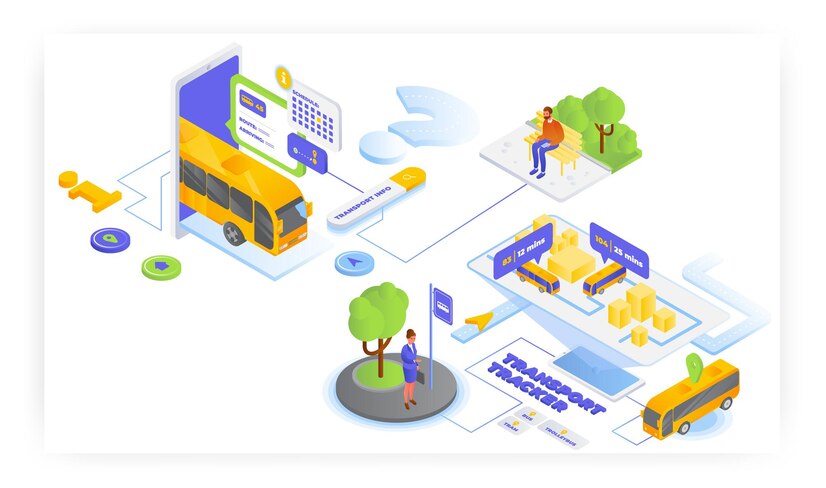 i
SCHEDULE:
45
ROUTE:
ARRIVING:
TRANSPORT INFO
83 | 12 mins
104 | 25 mins
TRANSPORT
TRACKER
BUS
TRAM
TROLLEYBUS